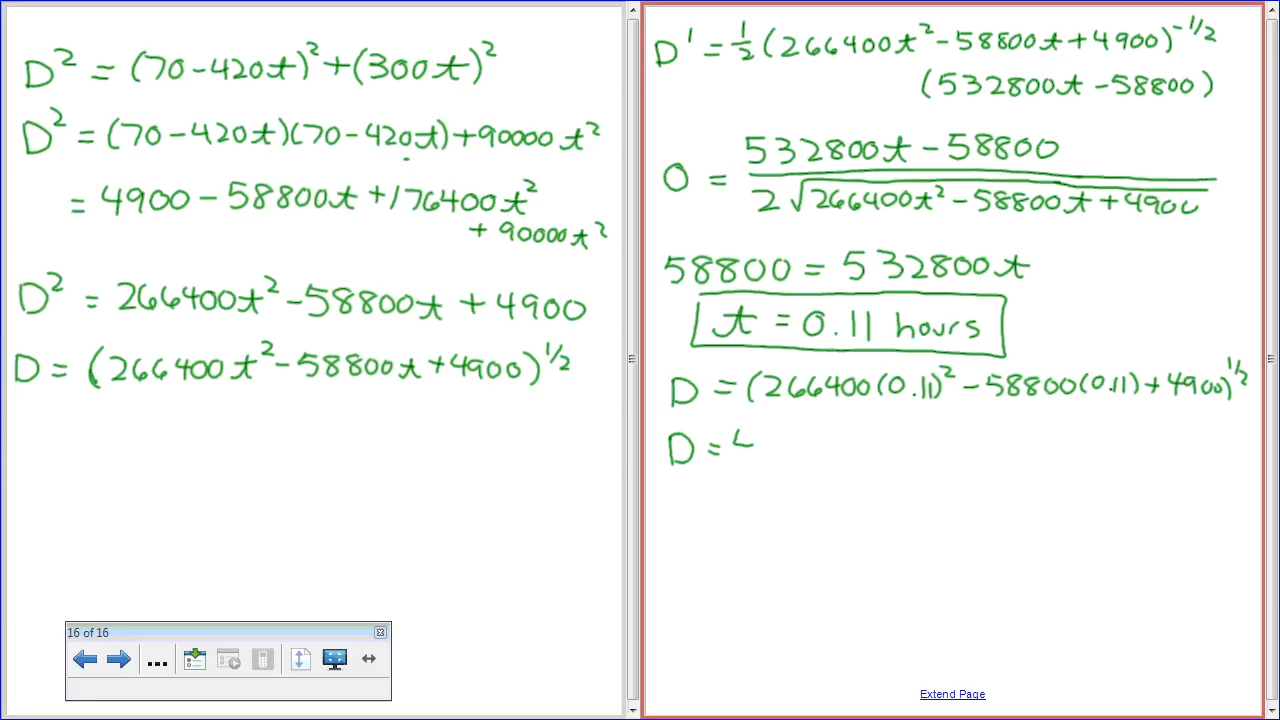 D² = (70-420t)²+(300t)²
D² = (70-420t)(70-420t)+90000t²
= 4900 - 58800t +176400t²
+ 90000t²
D² = 266400t² - 58800t + 4900
D = (266400t² - 58800t + 4900)^1/2
16 of 16
D' = 1/2 (266400t² - 58800t + 4900)^-1/2
(532800t - 58800)
0 = (532800t - 58800) / (2√(266400t² - 58800t + 4900))
58800 = 532800t
t = 0.11 hours
D = (266400(0.11)² - 58800(0.11) + 4900)^1/2
D =
Extend Page